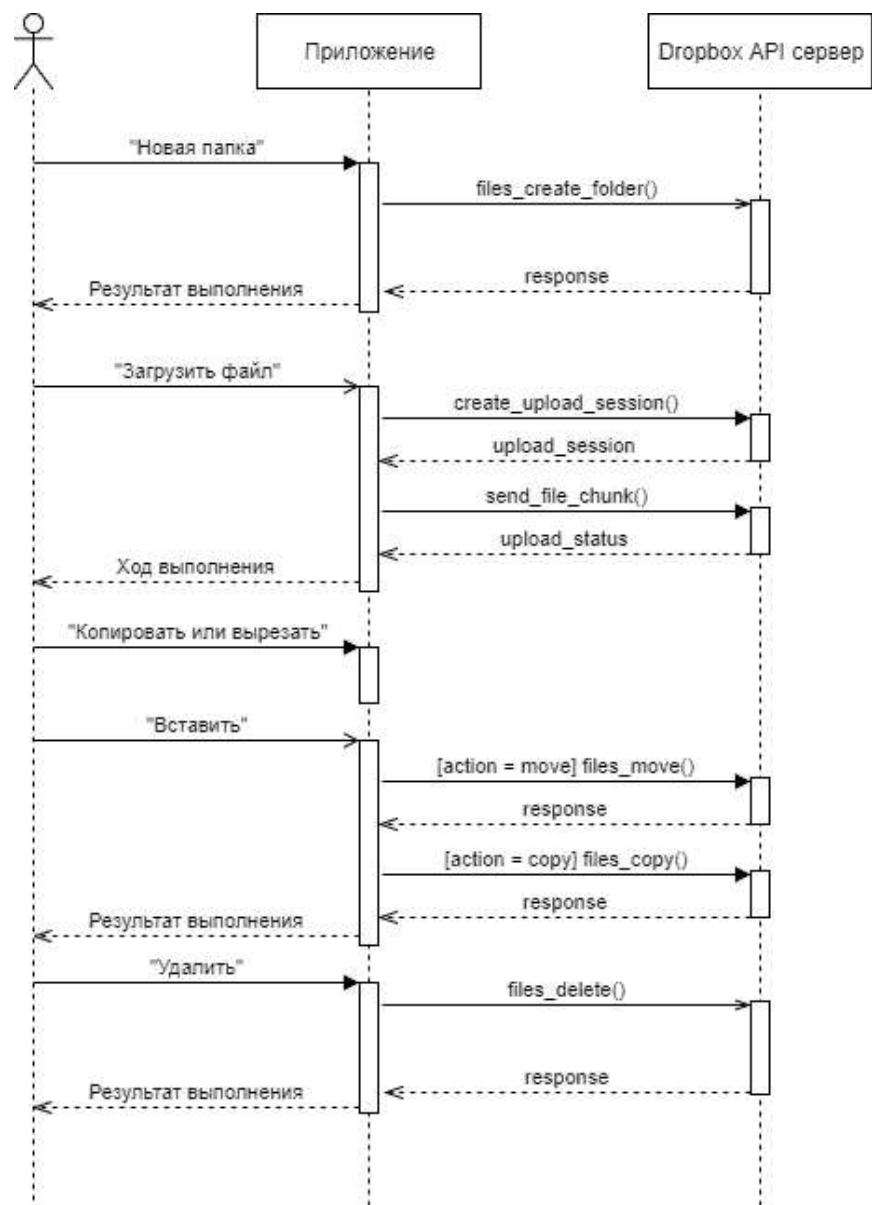 Приложение
Dropbox API сервер
"Новая папка"
files_create_folder()
response
Результат выполнения
"Загрузить файл"
create_upload_session()
upload_session
send_file_chunk()
upload_status
Ход выполнения
"Копировать или вырезать"
"Вставить"
[action = move] files_move()
response
[action = copy] files_copy()
response
Результат выполнения
"Удалить"
files_delete()
response
Результат выполнения